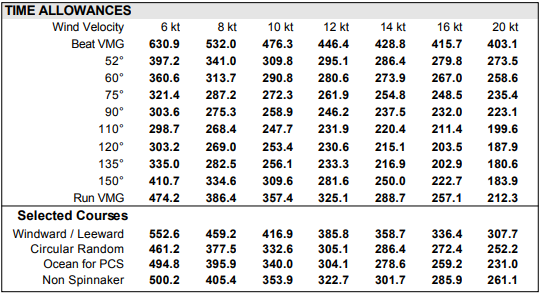 TIME ALLOWANCES
Wind Velocity 6 kt 8 kt 10 kt 12 kt 14 kt 16 kt 20 kt
Beat VMG 630.9 532.0 476.3 446.4 428.8 415.7 403.1
52° 397.2 341.0 309.8 295.1 286.4 279.8 273.5
60° 360.6 313.7 290.8 280.6 273.9 267.0 258.6
75° 321.4 287.2 272.3 261.9 254.8 248.5 235.4
90° 303.6 275.3 258.9 246.2 237.5 232.0 223.1
110° 298.7 268.4 247.7 231.9 220.4 211.4 199.6
120° 303.2 269.0 253.4 230.6 215.1 203.5 187.9
135° 335.0 282.5 256.1 233.3 216.9 202.9 180.6
150° 410.7 334.6 309.6 281.6 250.0 222.7 183.9
Run VMG 474.2 386.4 357.4 325.1 288.7 257.1 212.3
Selected Courses
Windward / Leeward 552.6 459.2 416.9 385.8 358.7 336.4 307.7
Circular Random 461.2 377.5 332.6 305.1 286.4 272.4 252.2
Ocean for PCS 494.8 395.9 340.0 304.1 278.6 259.2 231.0
Non Spinnaker 500.2 405.4 353.9 322.7 301.7 285.9 261.1